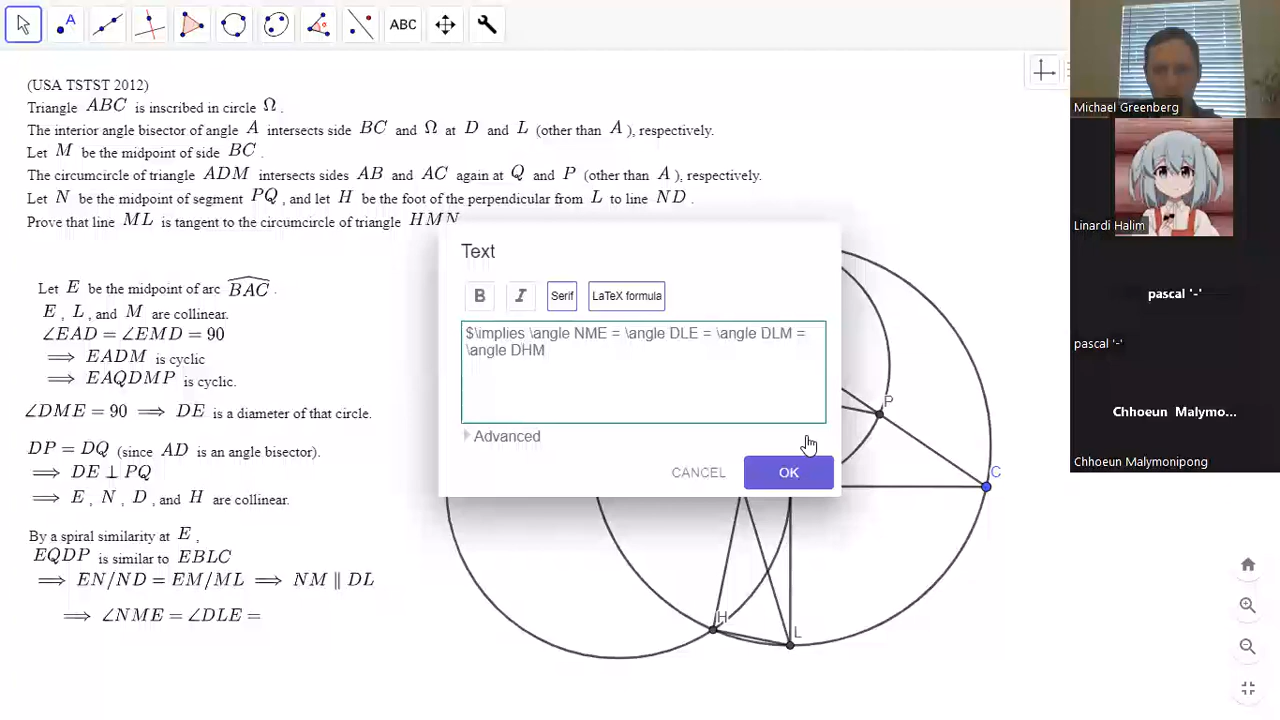 ABC
(USA TSTST 2012)
Triangle ABC is inscribed in circle Ω .
The interior angle bisector of angle A intersects side BC and Ω at D and L (other than A ), respectively.
Let M be the midpoint of side BC .
The circumcircle of triangle ADM intersects sides AB and AC again at Q and P (other than A ), respectively.
Let N be the midpoint of segment PQ , and let H be the foot of the perpendicular from L to line ND .
Prove that line ML is tangent to the circumcircle of triangle HMN
Let E be the midpoint of arc BAC .
E , L , and M are collinear.
∠EAD = ∠EMD = 90
⟹ EADM is cyclic
⟹ EAQDMP is cyclic.
∠DME = 90 ⟹ DE is a diameter of that circle.
DP = DQ (since AD is an angle bisector).
⟹ DE ⊥ PQ
⟹ E , N , D , and H are collinear.
By a spiral similarity at E ,
EQDP is similar to EBLC
⟹ EN/ND = EM/ML ⟹ NM ∥ DL
⟹ ∠NME = ∠DLE =
Text
B I Serif LaTeX formula
$\implies \angle NME = \angle DLE = \angle DLM =
\angle DHM
Advanced
CANCEL OK
P
C
H
L
Michael Greenberg
Linardi Halim
pascal '-'
pascal '-'
Chhoeun Malymo...
Chhoeun Malymonipong